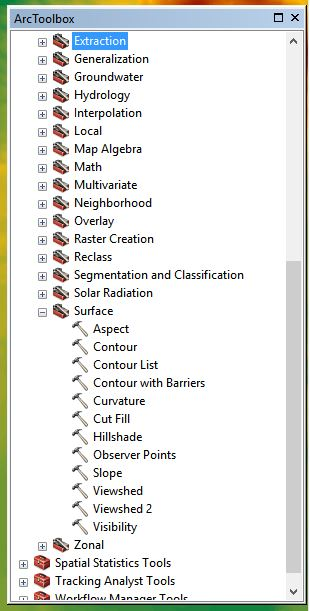 ArcToolbox
Extraction
Generalization
Groundwater
Hydrology
Interpolation
Local
Map Algebra
Math
Multivariate
Neighborhood
Overlay
Raster Creation
Reclass
Segmentation and Classification
Solar Radiation
Surface
Aspect
Contour
Contour List
Contour with Barriers
Curvature
Cut Fill
Hillshade
Observer Points
Slope
Viewshed
Viewshed 2
Visibility
Zonal
Spatial Statistics Tools
Tracking Analyst Tools
Workflow Manager Tools